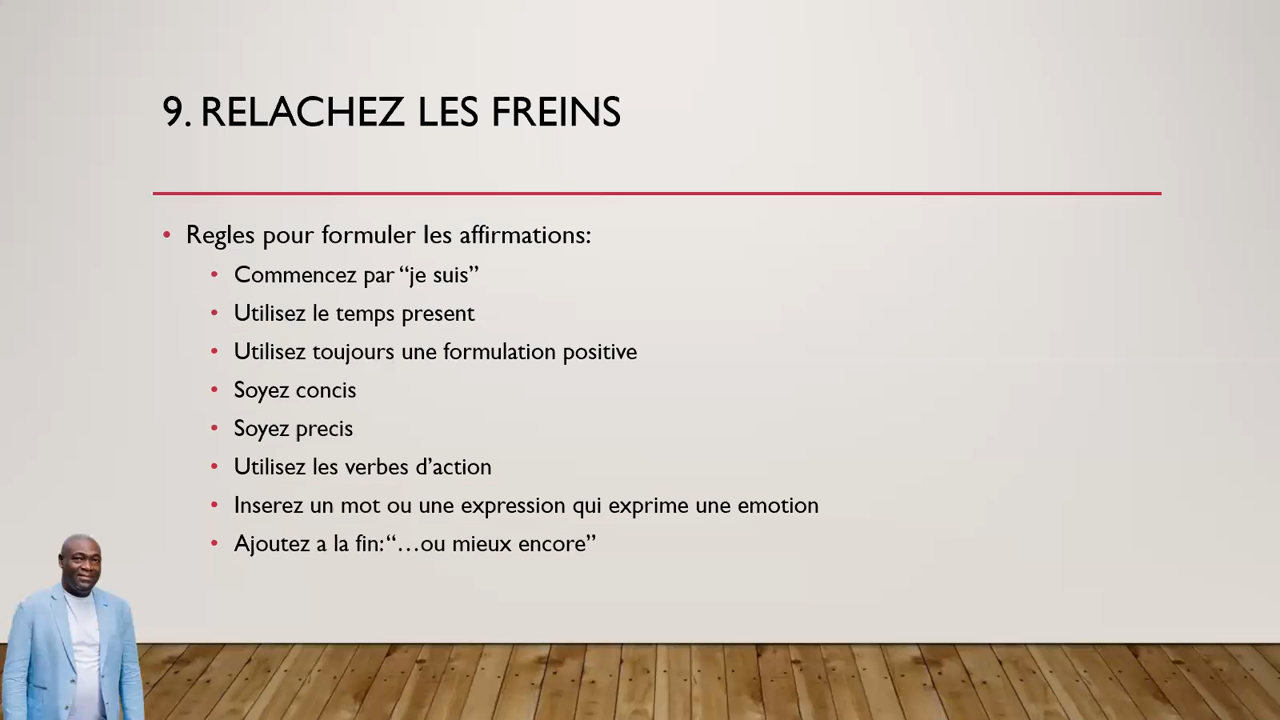 9. RELACHEZ LES FREINS
• Regles pour formuler les affirmations:
• Commencez par “je suis”
• Utilisez le temps present
• Utilisez toujours une formulation positive
• Soyez concis
• Soyez precis
• Utilisez les verbes d’action
• Inserez un mot ou une expression qui exprime une emotion
• Ajoutez a la fin: “…ou mieux encore”